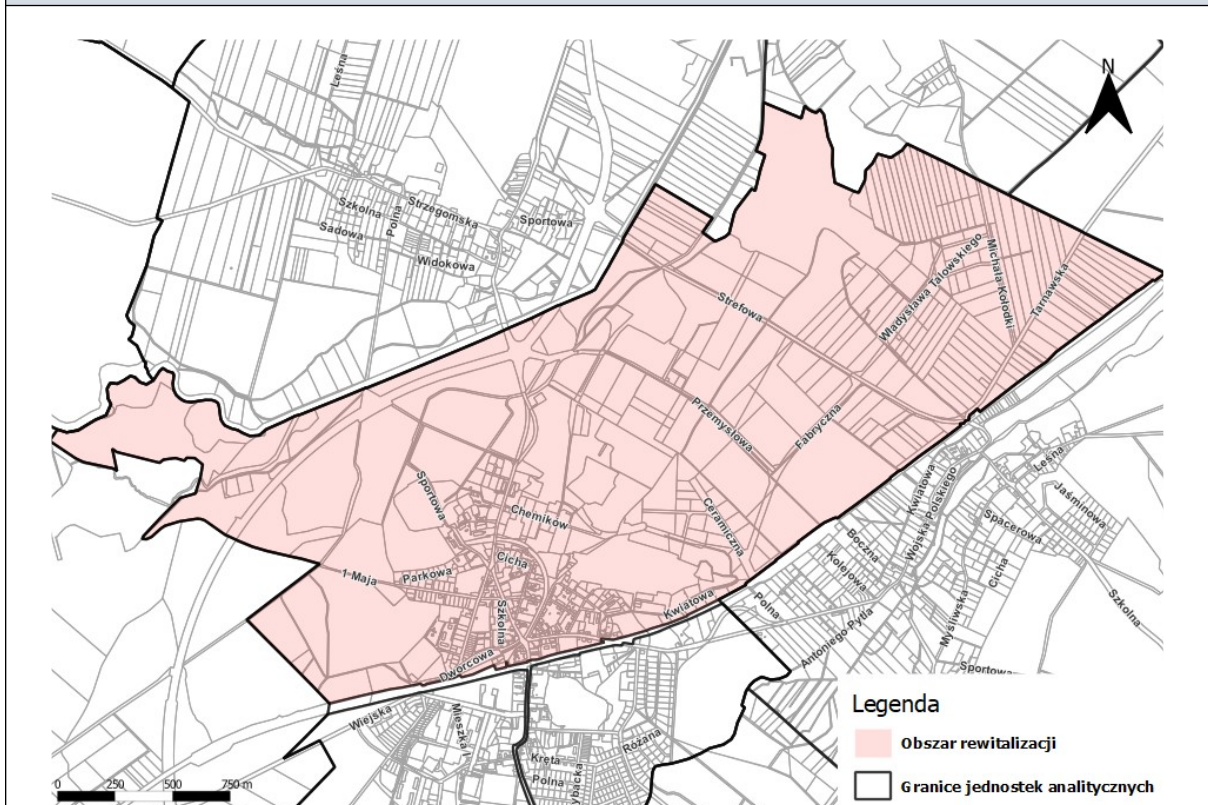 N
Leśna
Szkolna
Strzegomska
Sportowa
Sadowa
Polna
Widokowa
Strefowa
Władysława Talowskiego
Michała Kołodki
Tarnawska
Przemysłowa
Fabryczna
Sportowa
Chemików
Ceramiczna
Cicha
1 Maja
Parkowa
Szkolna
Kwiatowa
Dworcowa
Kwiatowa
Wojska Polskiego
Leśna
Jaśminowa
Spacerowa
Boczna
Kolejowa
Cicha
Polna
Myśliwska
Szkolna
Antoniego Pytla
Sportowa
Wiejska
Mieszka I
Różana
Kręta
Polna
Legenda
Obszar rewitalizacji
Granice jednostek analitycznych
0 250 500 750 m